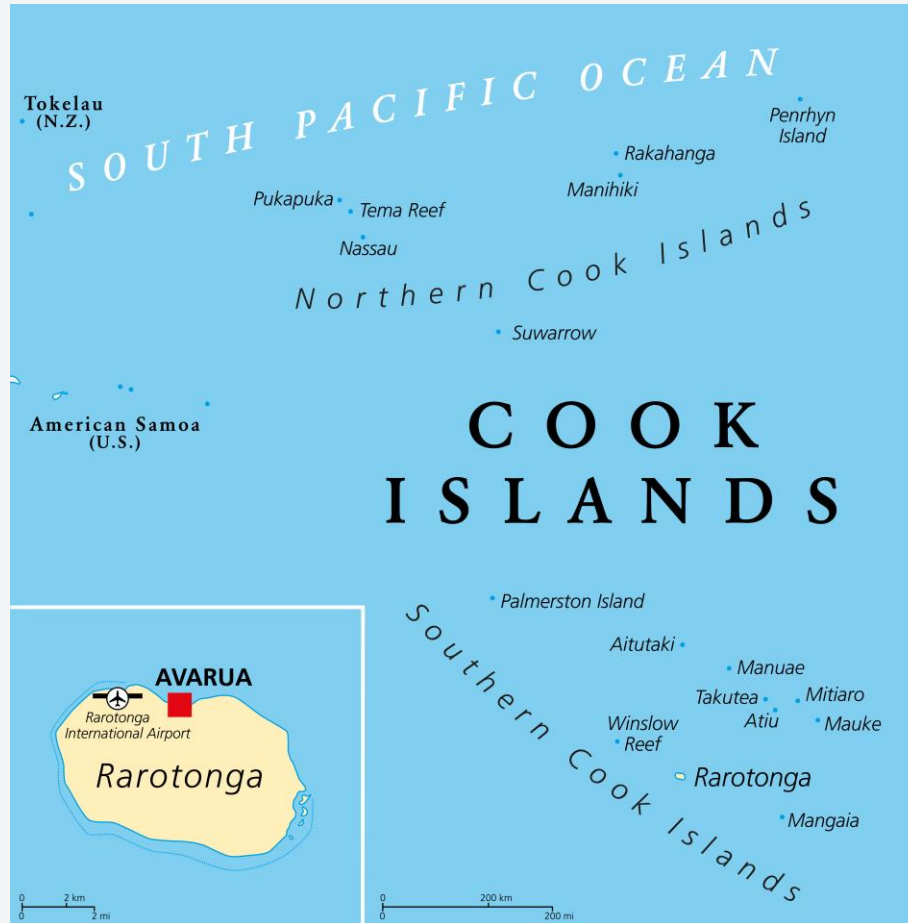 SOUTH PACIFIC OCEAN
Tokelau
(N.Z.)
Penrhyn
Island
Rakahanga
Manihiki
Pukapuka
Tema Reef
Nassau
Northern Cook Islands
Suwarrow
American Samoa
(U.S.)
COOK
ISLANDS
Palmerston Island
Aitutaki
Manuae
Takutea
Mitiaro
Atiu
Mauke
Winslow
Reef
Rarotonga
Mangaia
Southern Cook Islands
AVARUA
Rarotonga
International Airport
Rarotonga
0 2 km
0 2 mi
0 200 km
0 200 mi